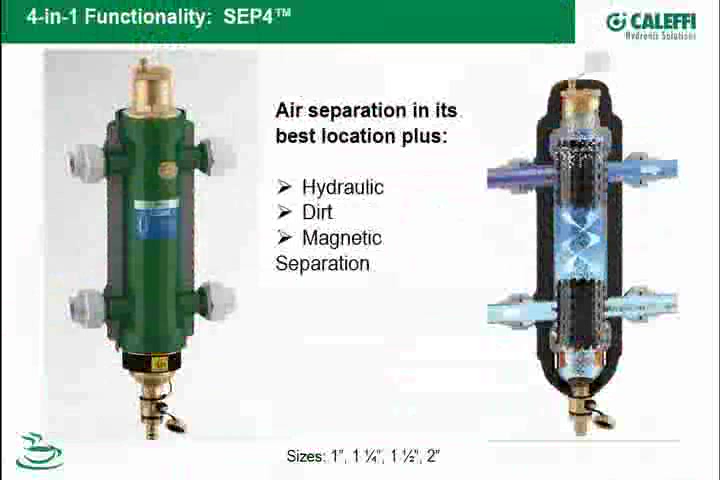 4-in-1 Functionality: SEP4™
CALEFFI
Hydronic Solutions
Air separation in its
best location plus:
➢ Hydraulic
➢ Dirt
➢ Magnetic
Separation
Sizes: 1", 1 ¼", 1 ½", 2"